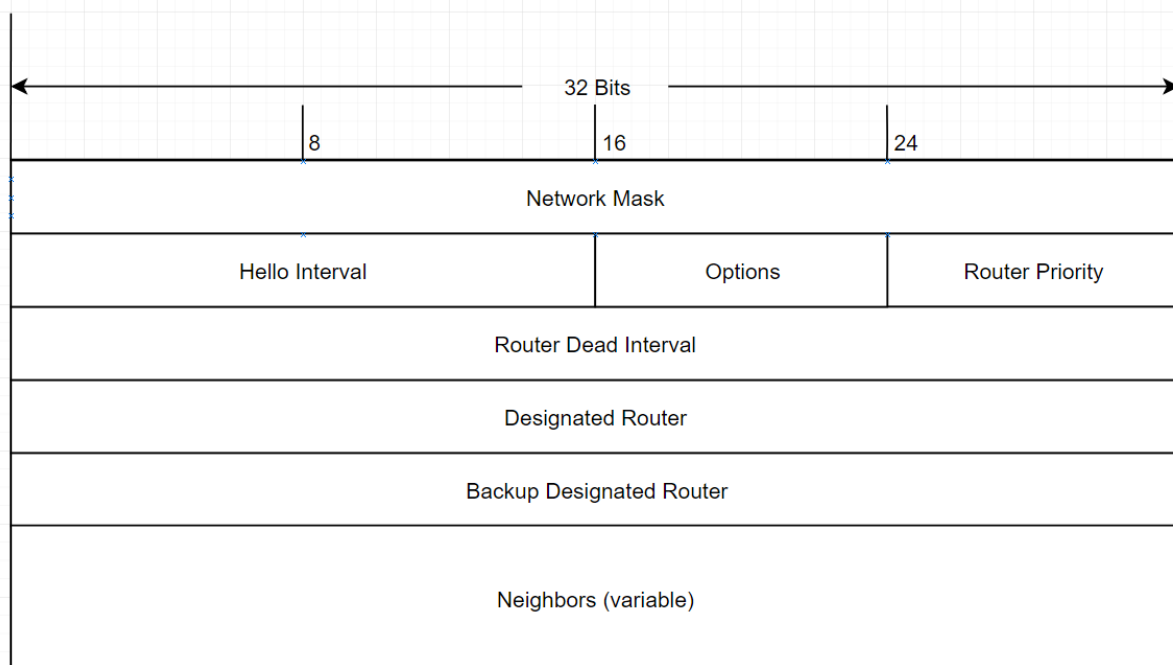 32 Bits
8
16
24
Network Mask
Hello Interval
Options
Router Priority
Router Dead Interval
Designated Router
Backup Designated Router
Neighbors (variable)